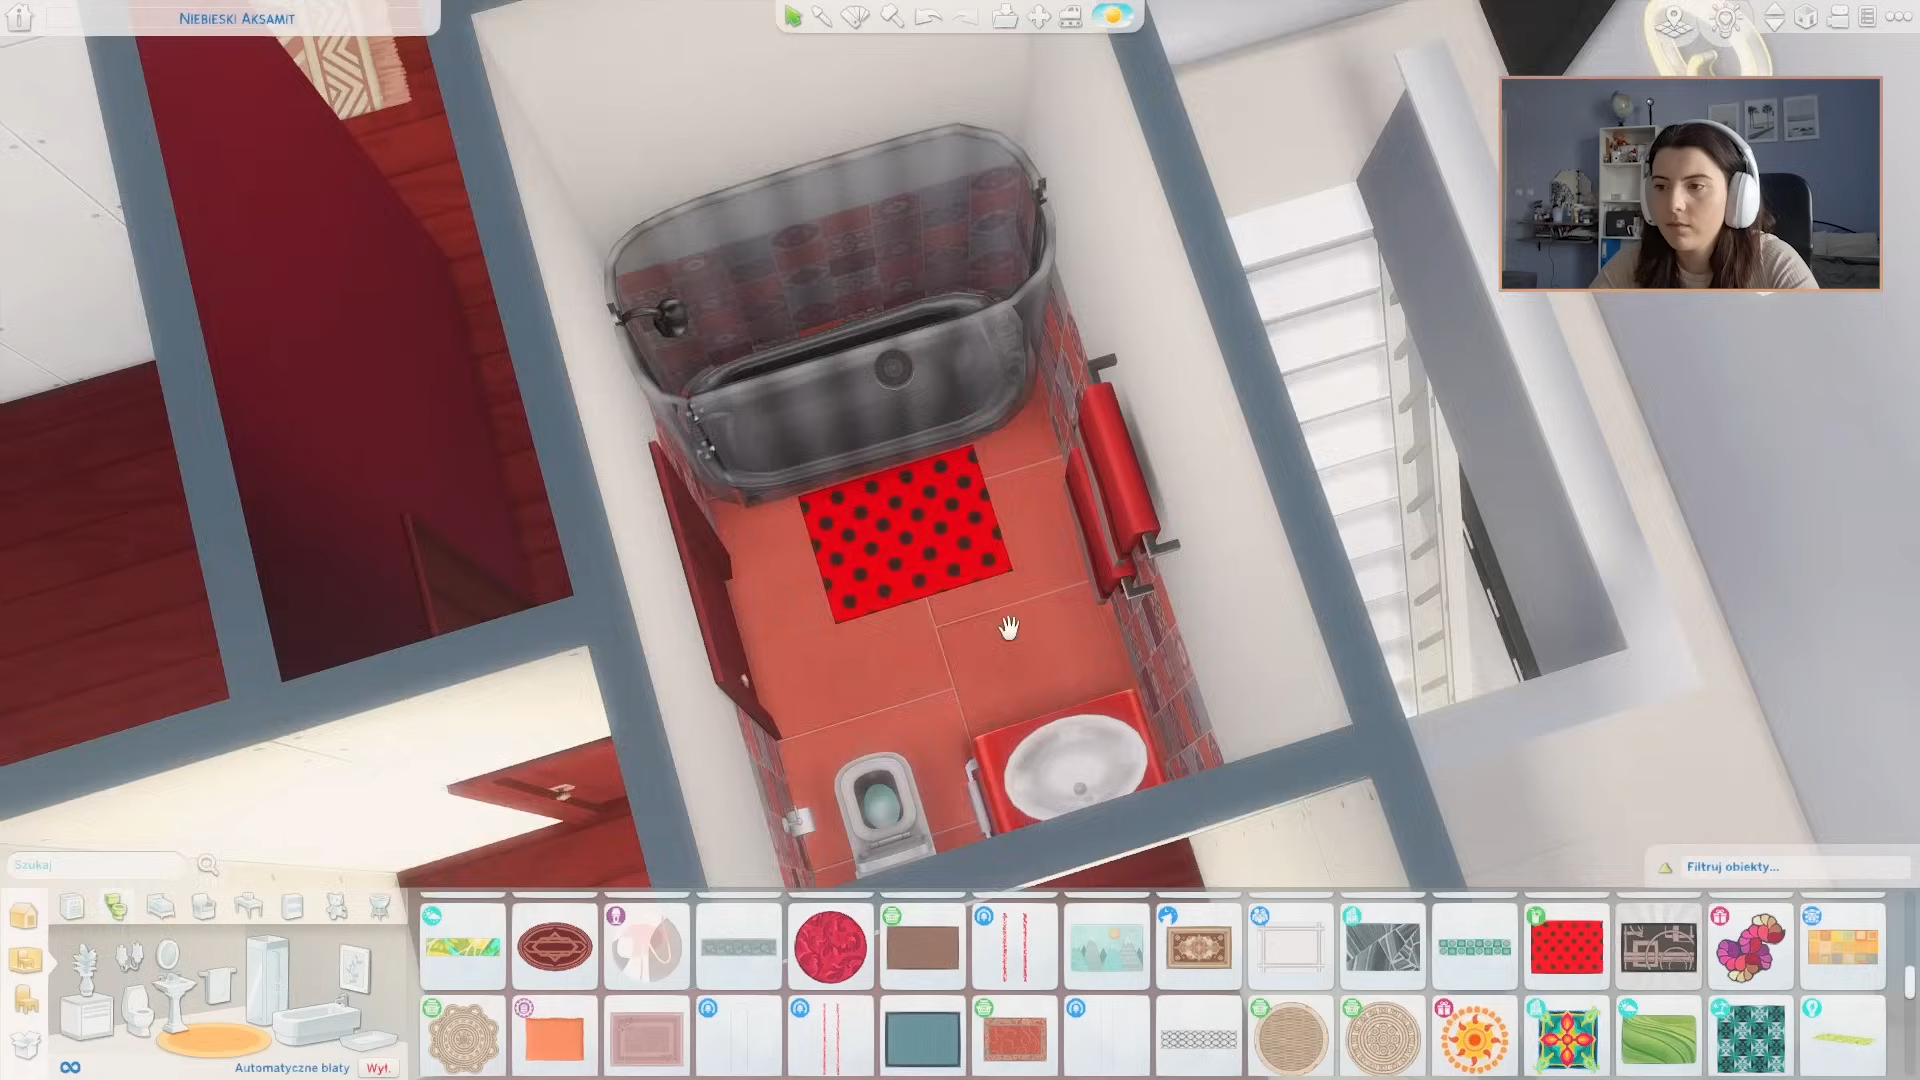 Niebieski Aksamit
Szukaj
Filtruj obiekty...
Automatyczne blaty
Wył.